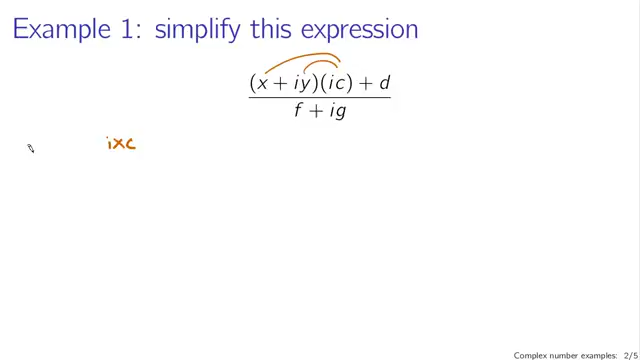 Example 1: simplify this expression
(x + iy)(ic) + d
f + ig
ixc
Complex number examples: 2/5